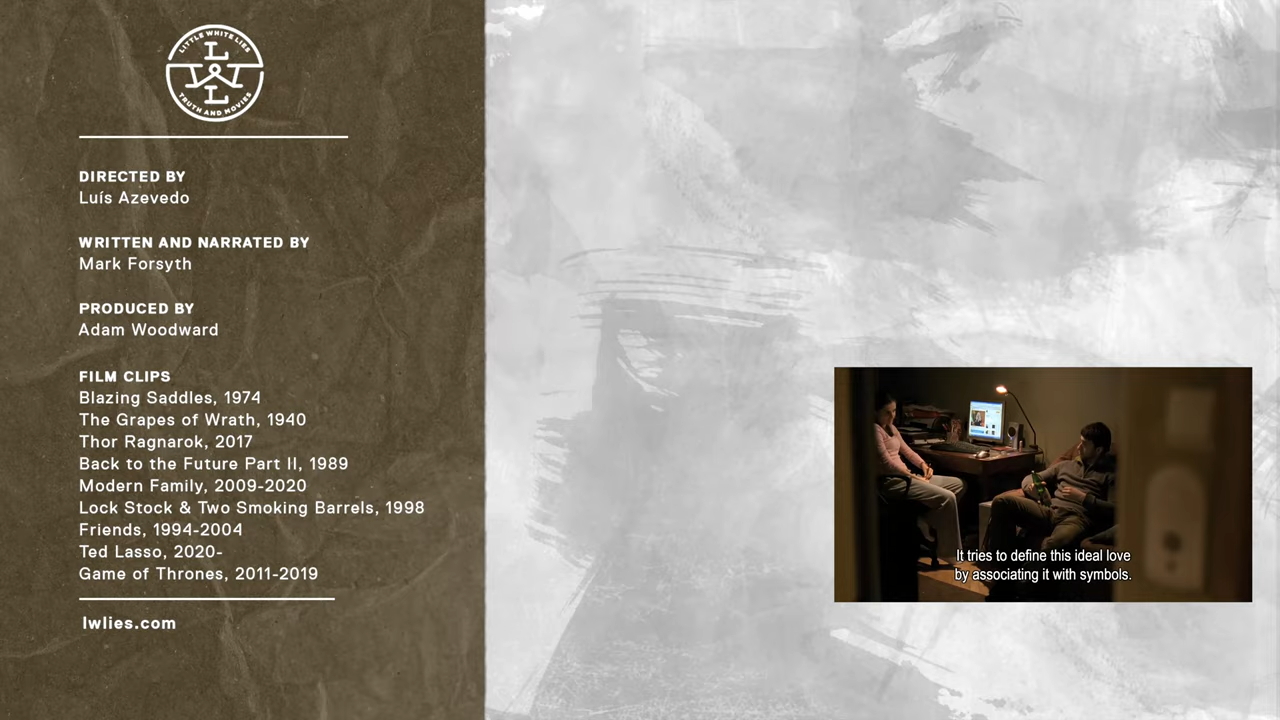 LITTLE WHITE LIES
L
W
L
TRUTH AND MOVIES
DIRECTED BY
Luís Azevedo
WRITTEN AND NARRATED BY
Mark Forsyth
PRODUCED BY
Adam Woodward
FILM CLIPS
Blazing Saddles, 1974
The Grapes of Wrath, 1940
Thor Ragnarok, 2017
Back to the Future Part II, 1989
Modern Family, 2009-2020
Lock Stock & Two Smoking Barrels, 1998
Friends, 1994-2004
Ted Lasso, 2020-
Game of Thrones, 2011-2019
lwlies.com
It tries to define this ideal love
by associating it with symbols.